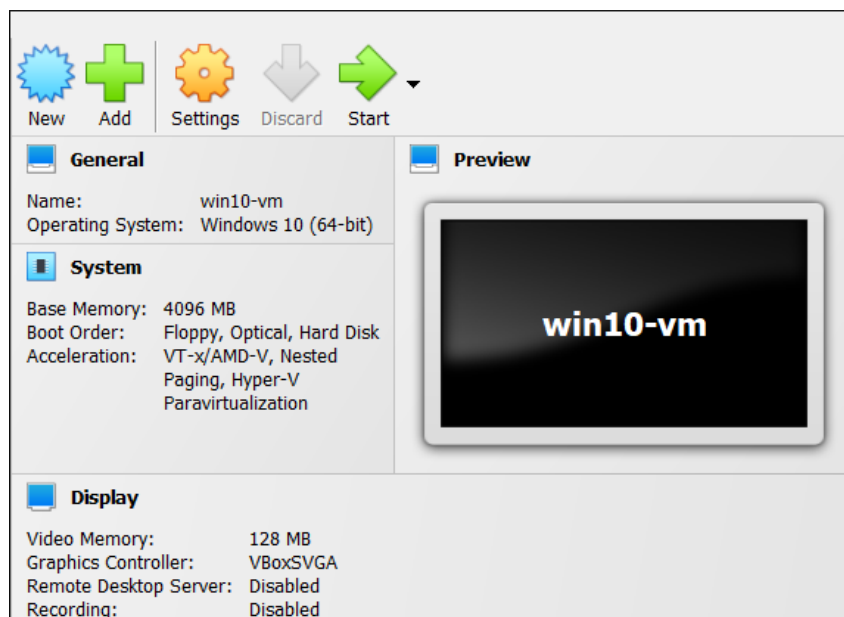 New Add Settings Discard Start
General
Name: win10-vm
Operating System: Windows 10 (64-bit)
System
Base Memory: 4096 MB
Boot Order: Floppy, Optical, Hard Disk
Acceleration: VT-x/AMD-V, Nested
Paging, Hyper-V
Paravirtualization
Preview
win10-vm
Display
Video Memory: 128 MB
Graphics Controller: VBoxSVGA
Remote Desktop Server: Disabled
Recording: Disabled